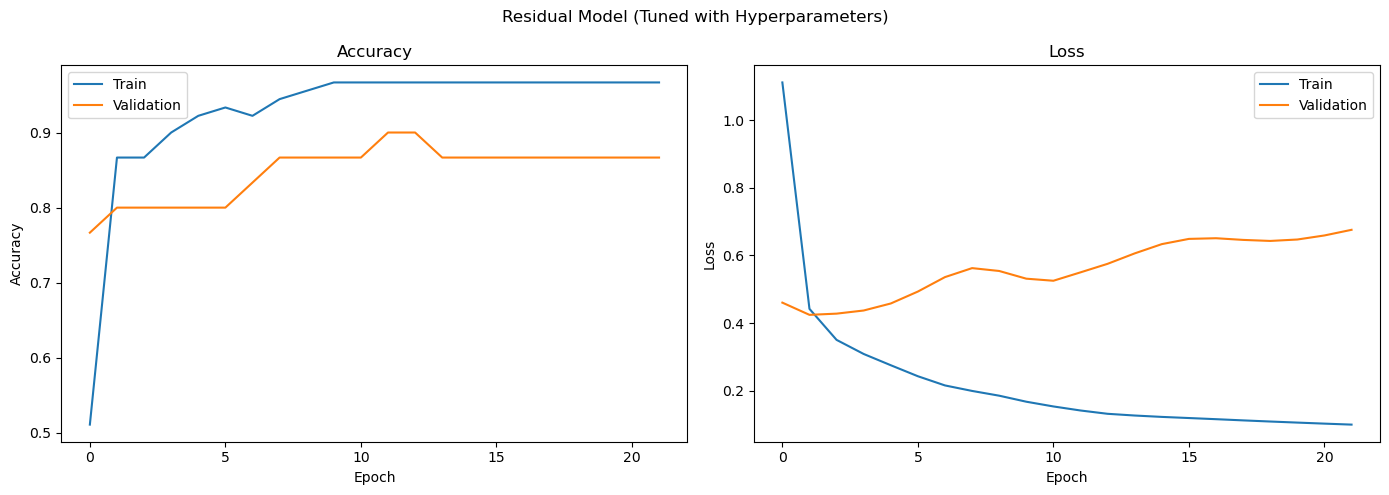 Residual Model (Tuned with Hyperparameters)
Accuracy
Train
Validation
Accuracy
0.9
0.8
0.7
0.6
0.5
0 5 10 15 20
Epoch
Loss
Train
Validation
Loss
1.0
0.8
0.6
0.4
0.2
0 5 10 15 20
Epoch